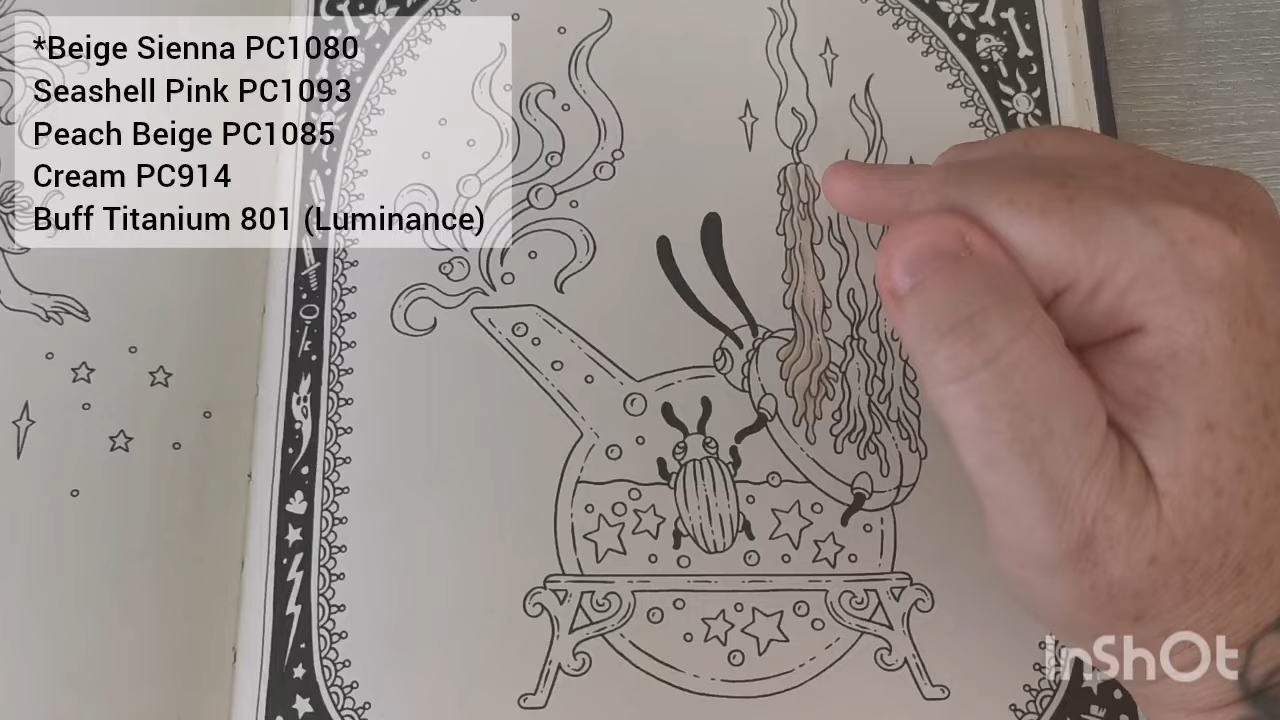 *Beige Sienna PC1080
Seashell Pink PC1093
Peach Beige PC1085
Cream PC914
Buff Titanium 801 (Luminance)
InShOt